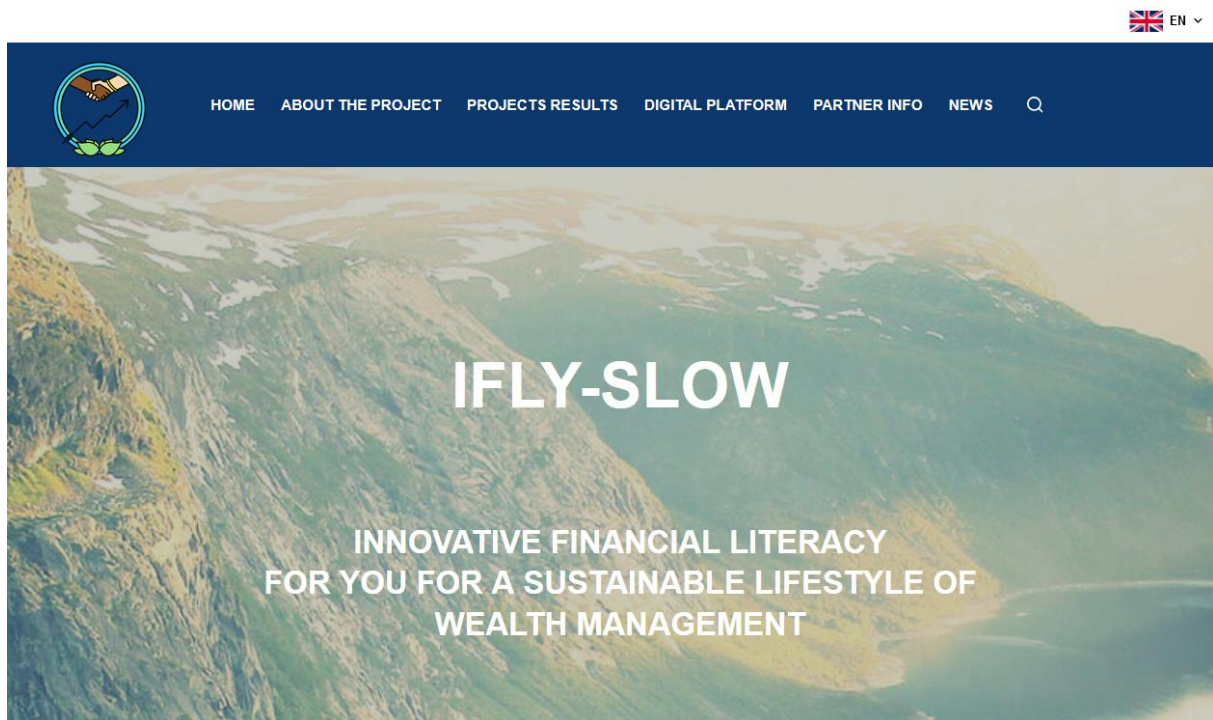 EN
HOME ABOUT THE PROJECT PROJECTS RESULTS DIGITAL PLATFORM PARTNER INFO NEWS
IFLY-SLOW
INNOVATIVE FINANCIAL LITERACY
FOR YOU FOR A SUSTAINABLE LIFESTYLE OF
WEALTH MANAGEMENT